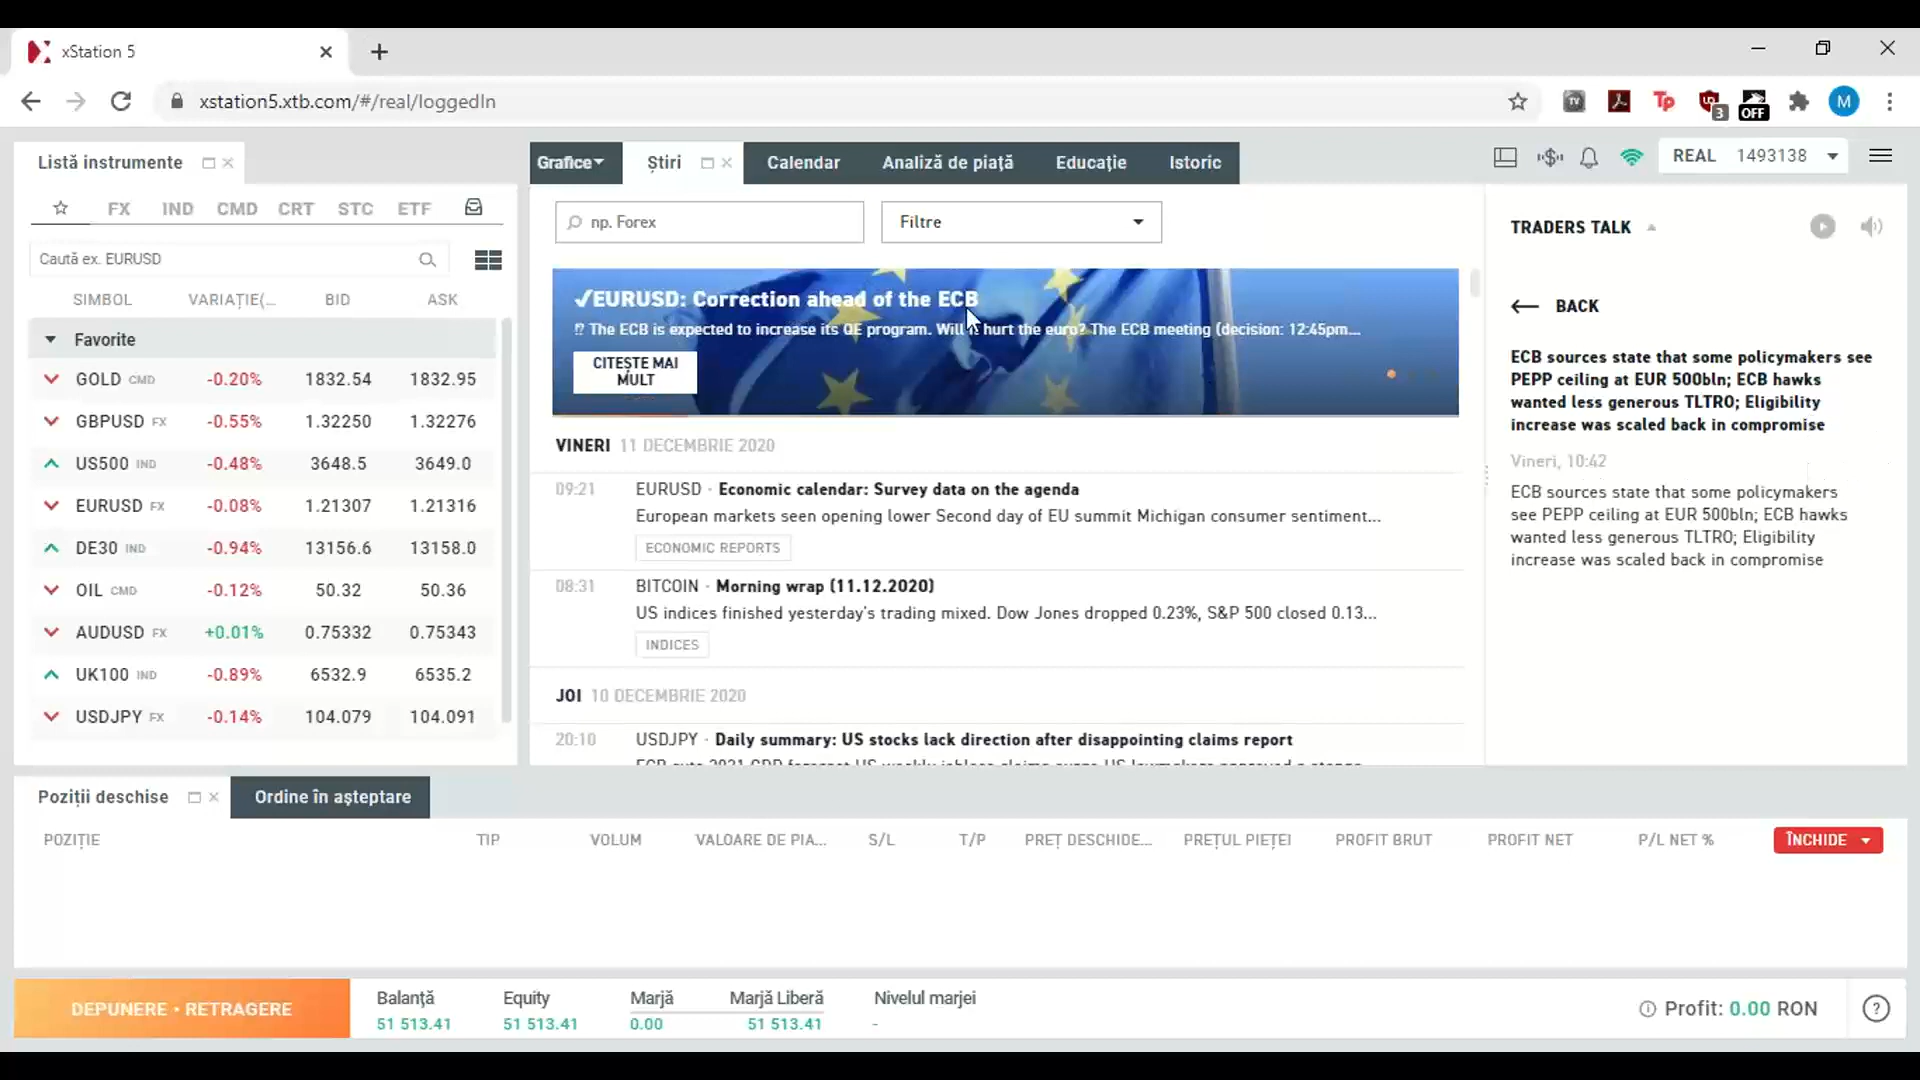 xStation 5
xstation5.xtb.com/#/real/loggedIn
3
OFF
M
Listă instrumente
Grafice
Știri
Calendar
Analiză de piață
Educație
Istoric
REAL 1493138
FX IND CMD CRT STC ETF
Caută ex. EURUSD
SIMBOL VARIAȚIE(... BID ASK
Favorite
GOLD CMD -0.20% 1832.54 1832.95
GBPUSD FX -0.55% 1.32250 1.32276
US500 IND -0.48% 3648.5 3649.0
EURUSD FX -0.08% 1.21307 1.21316
DE30 IND -0.94% 13156.6 13158.0
OIL CMD -0.12% 50.32 50.36
AUDUSD FX +0.01% 0.75332 0.75343
UK100 IND -0.89% 6532.9 6535.2
USDJPY FX -0.14% 104.079 104.091
np. Forex
Filtre
✓EURUSD: Correction ahead of the ECB
⁉ The ECB is expected to increase its QE program. Will it hurt the euro? The ECB meeting (decision: 12:45pm...
CITEȘTE MAI
MULT
VINERI 11 DECEMBRIE 2020
09:21 EURUSD · Economic calendar: Survey data on the agenda
European markets seen opening lower Second day of EU summit Michigan consumer sentiment...
ECONOMIC REPORTS
08:31 BITCOIN · Morning wrap (11.12.2020)
US indices finished yesterday's trading mixed. Dow Jones dropped 0.23%, S&P 500 closed 0.13...
INDICES
JOI 10 DECEMBRIE 2020
20:10 USDJPY · Daily summary: US stocks lack direction after disappointing claims report
TRADERS TALK
BACK
ECB sources state that some policymakers see
PEPP ceiling at EUR 500bln; ECB hawks
wanted less generous TLTRO; Eligibility
increase was scaled back in compromise
Vineri, 10:42
ECB sources state that some policymakers
see PEPP ceiling at EUR 500bln; ECB hawks
wanted less generous TLTRO; Eligibility
increase was scaled back in compromise
Poziții deschise
Ordine în așteptare
POZIȚIE TIP VOLUM VALOARE DE PIA... S/L T/P PREȚ DESCHIDE... PREȚUL PIEȚEI PROFIT BRUT PROFIT NET P/L NET % ÎNCHIDE
DEPUNERE • RETRAGERE
Balanță Equity Marjă Marjă Liberă Nivelul marjei
51 513.41 51 513.41 0.00 51 513.41 -
Profit: 0.00 RON
?